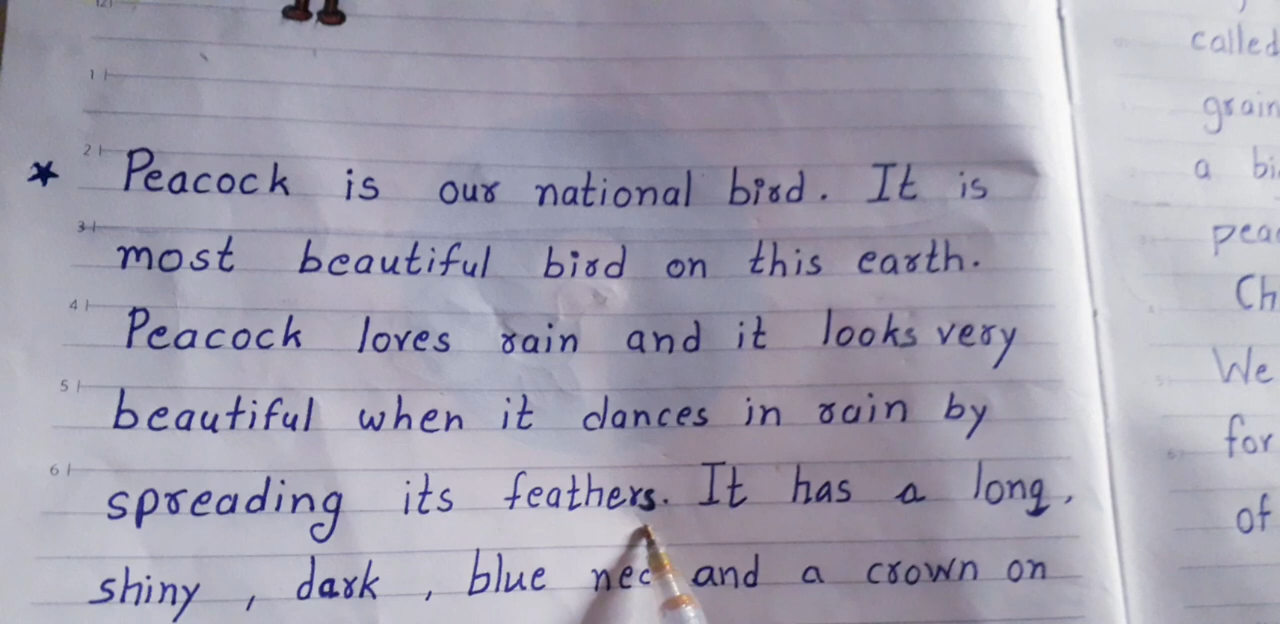 * Peacock is our national bird. It is
most beautiful bird on this earth.
Peacock loves rain and it looks very
beautiful when it dances in rain by
spreading its feathers. It has a long,
shiny, dark, blue and a crown on
called
grain
a
We
for
of